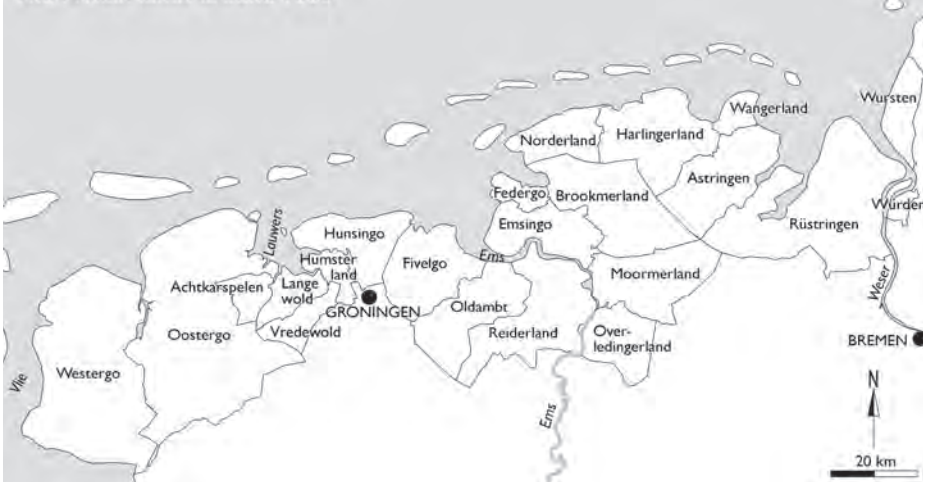 Wursten
Wangerland
Norderland
Harlingerland
Astringen
Federgo
Brookmerland
Würden
Emsingo
Rüstringen
Lauwers
Hunsingo
Ems
Fivelgo
Humster
land
Moormerland
Weser
Achtkarspelen
Lange
wold
GRONINGEN
Oldambt
Oostergo
Vredewold
Reiderland
Over-
ledingerland
BREMEN
Westergo
Vlie
N
Ems
20 km